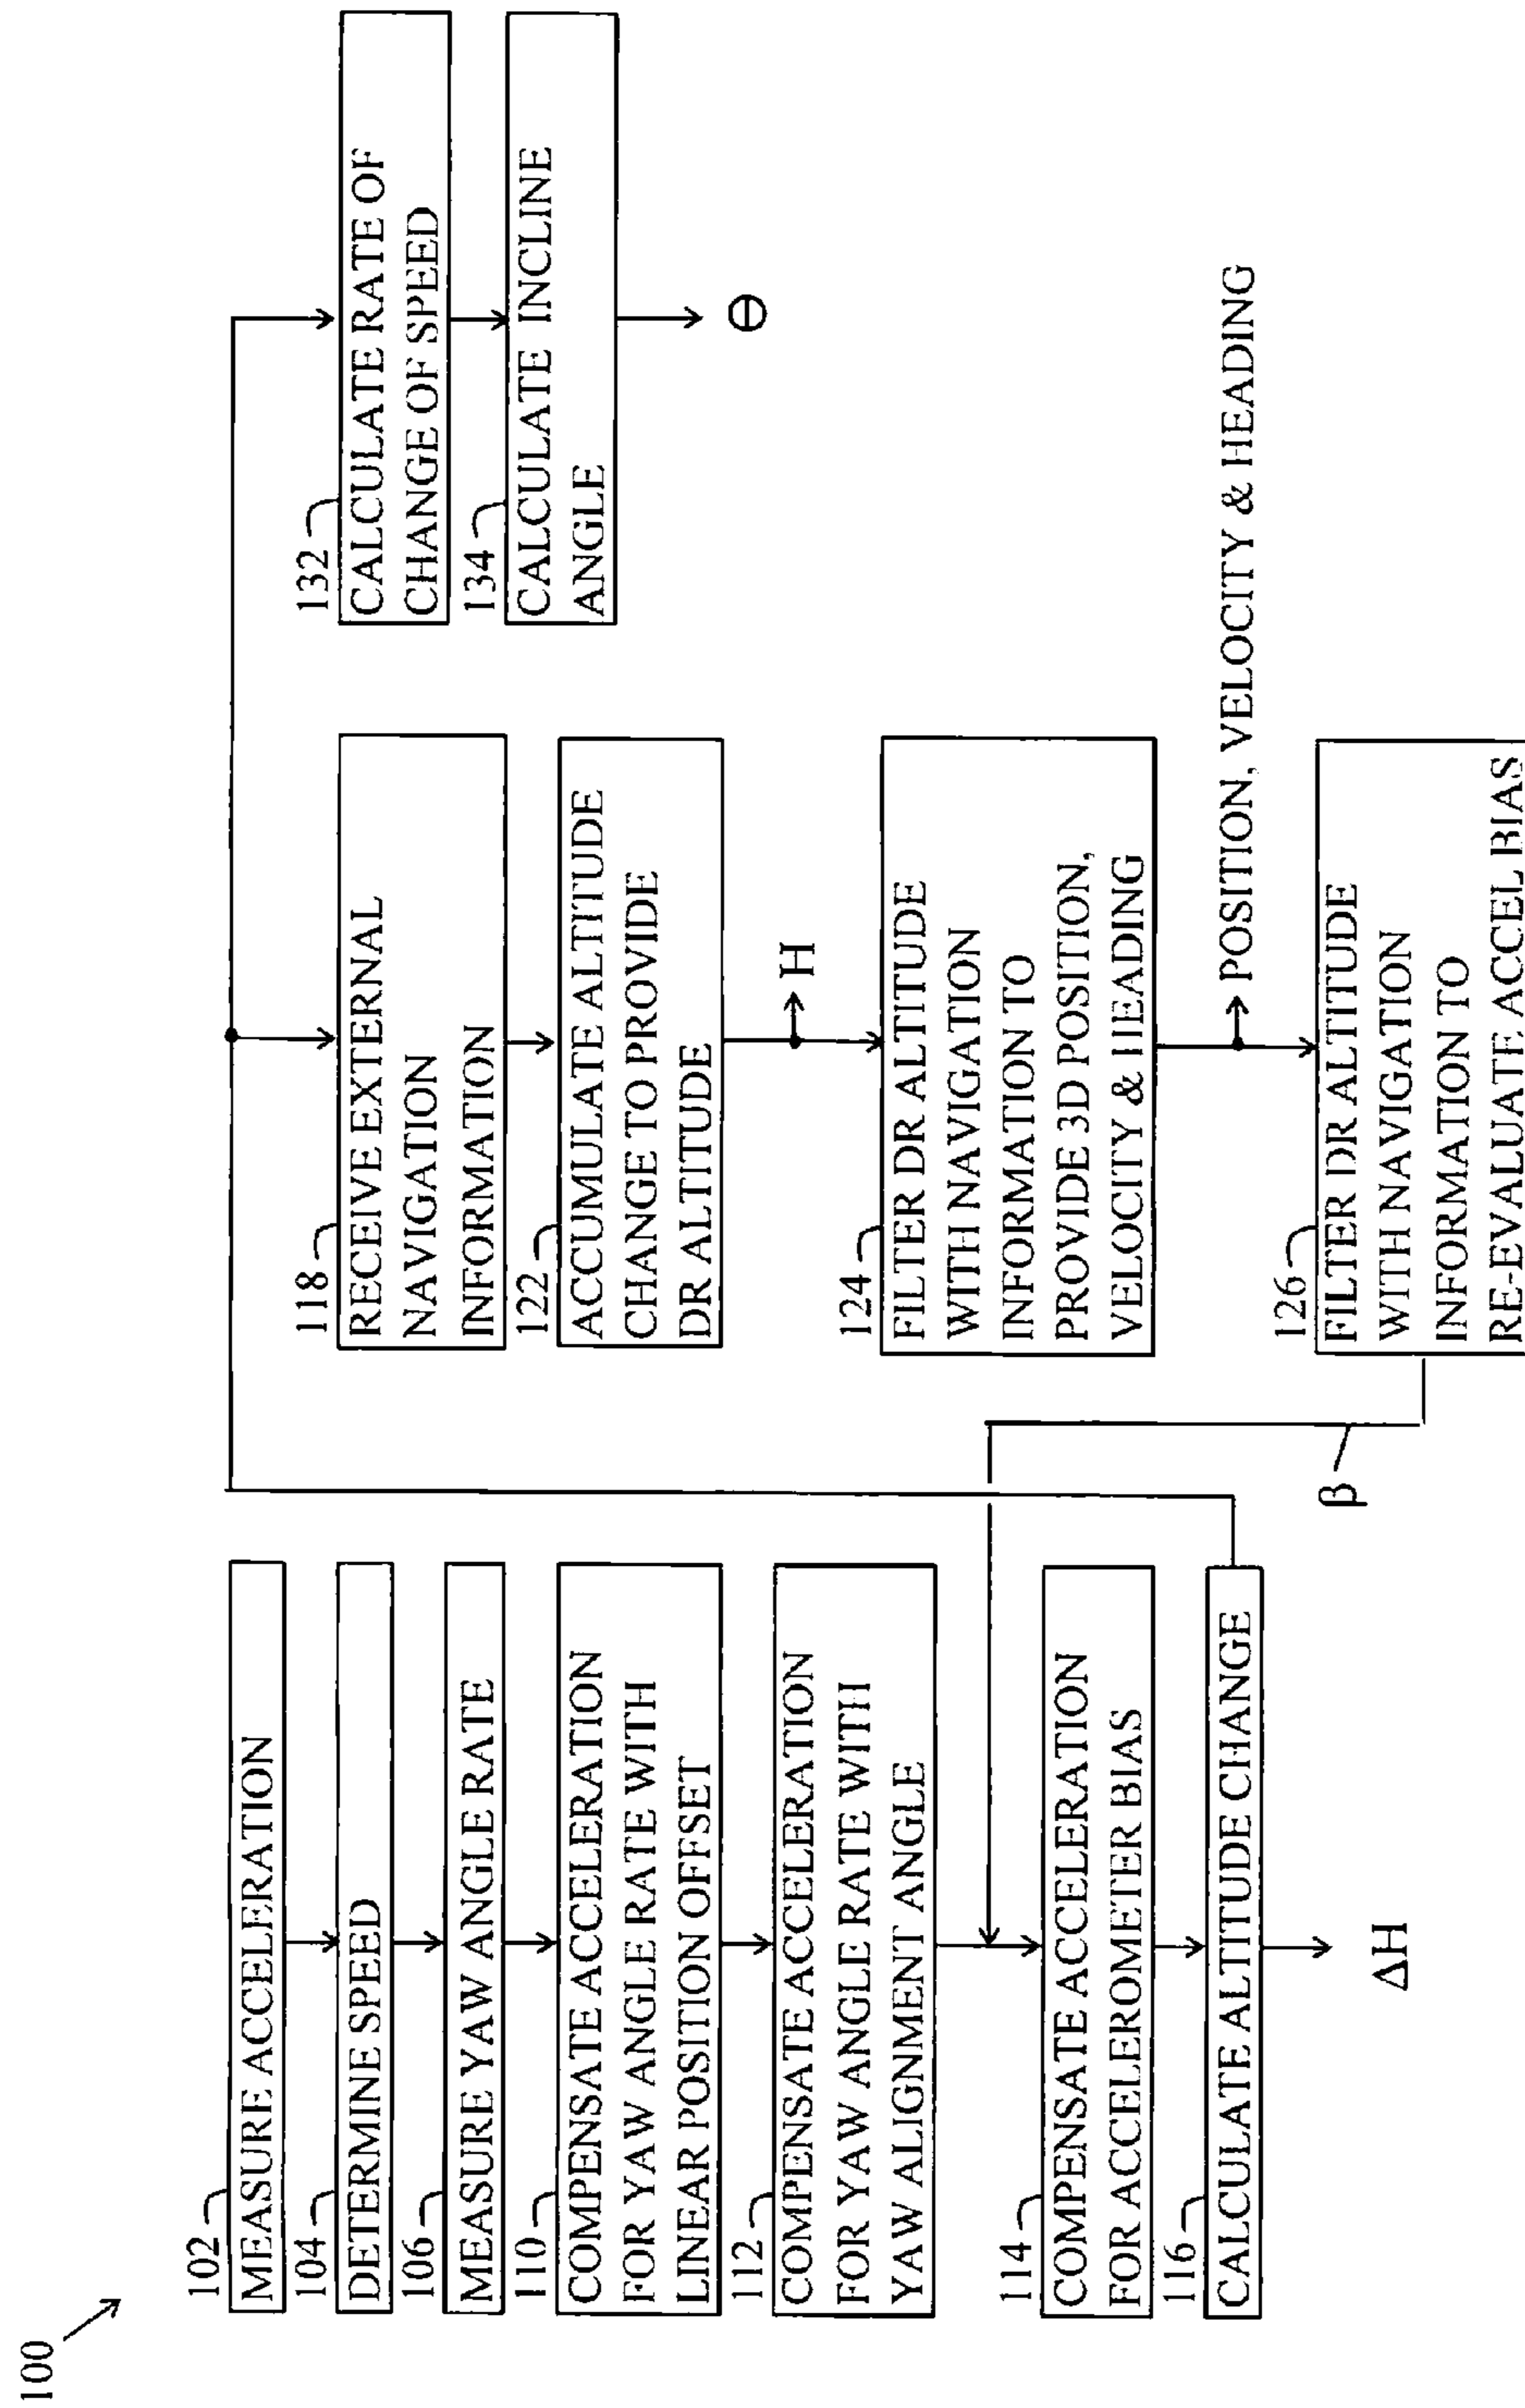 100
102
MEASURE ACCELERATION
104
DETERMINE SPEED
106
MEASURE YAW ANGLE RATE
110
COMPENSATE ACCELERATION
FOR YAW ANGLE RATE WITH
LINEAR POSITION OFFSET
112
COMPENSATE ACCELERATION
FOR YAW ANGLE RATE WITH
YAW ALIGNMENT ANGLE
114
COMPENSATE ACCELERATION
FOR ACCELEROMETER BIAS
116
CALCULATE ALTITUDE CHANGE
ΔH
118
RECEIVE EXTERNAL
NAVIGATION
INFORMATION
122
ACCUMULATE ALTITUDE
CHANGE TO PROVIDE
DR ALTITUDE
H
124
FILTER DR ALTITUDE
WITH NAVIGATION
INFORMATION TO
PROVIDE 3D POSITION,
VELOCITY & HEADING
POSITION, VELOCITY & HEADING
126
FILTER DR ALTITUDE
WITH NAVIGATION
INFORMATION TO
RE-EVALUATE ACCEL BIAS
β
132
CALCULATE RATE OF
CHANGE OF SPEED
134
CALCULATE INCLINE
ANGLE
Θ